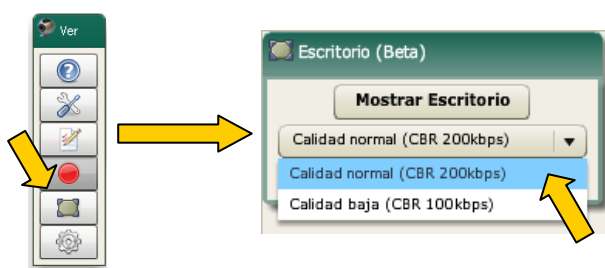 Ver
Escritorio (Beta)
Mostrar Escritorio
Calidad normal (CBR 200kbps)
Calidad normal (CBR 200kbps)
Calidad baja (CBR 100kbps)